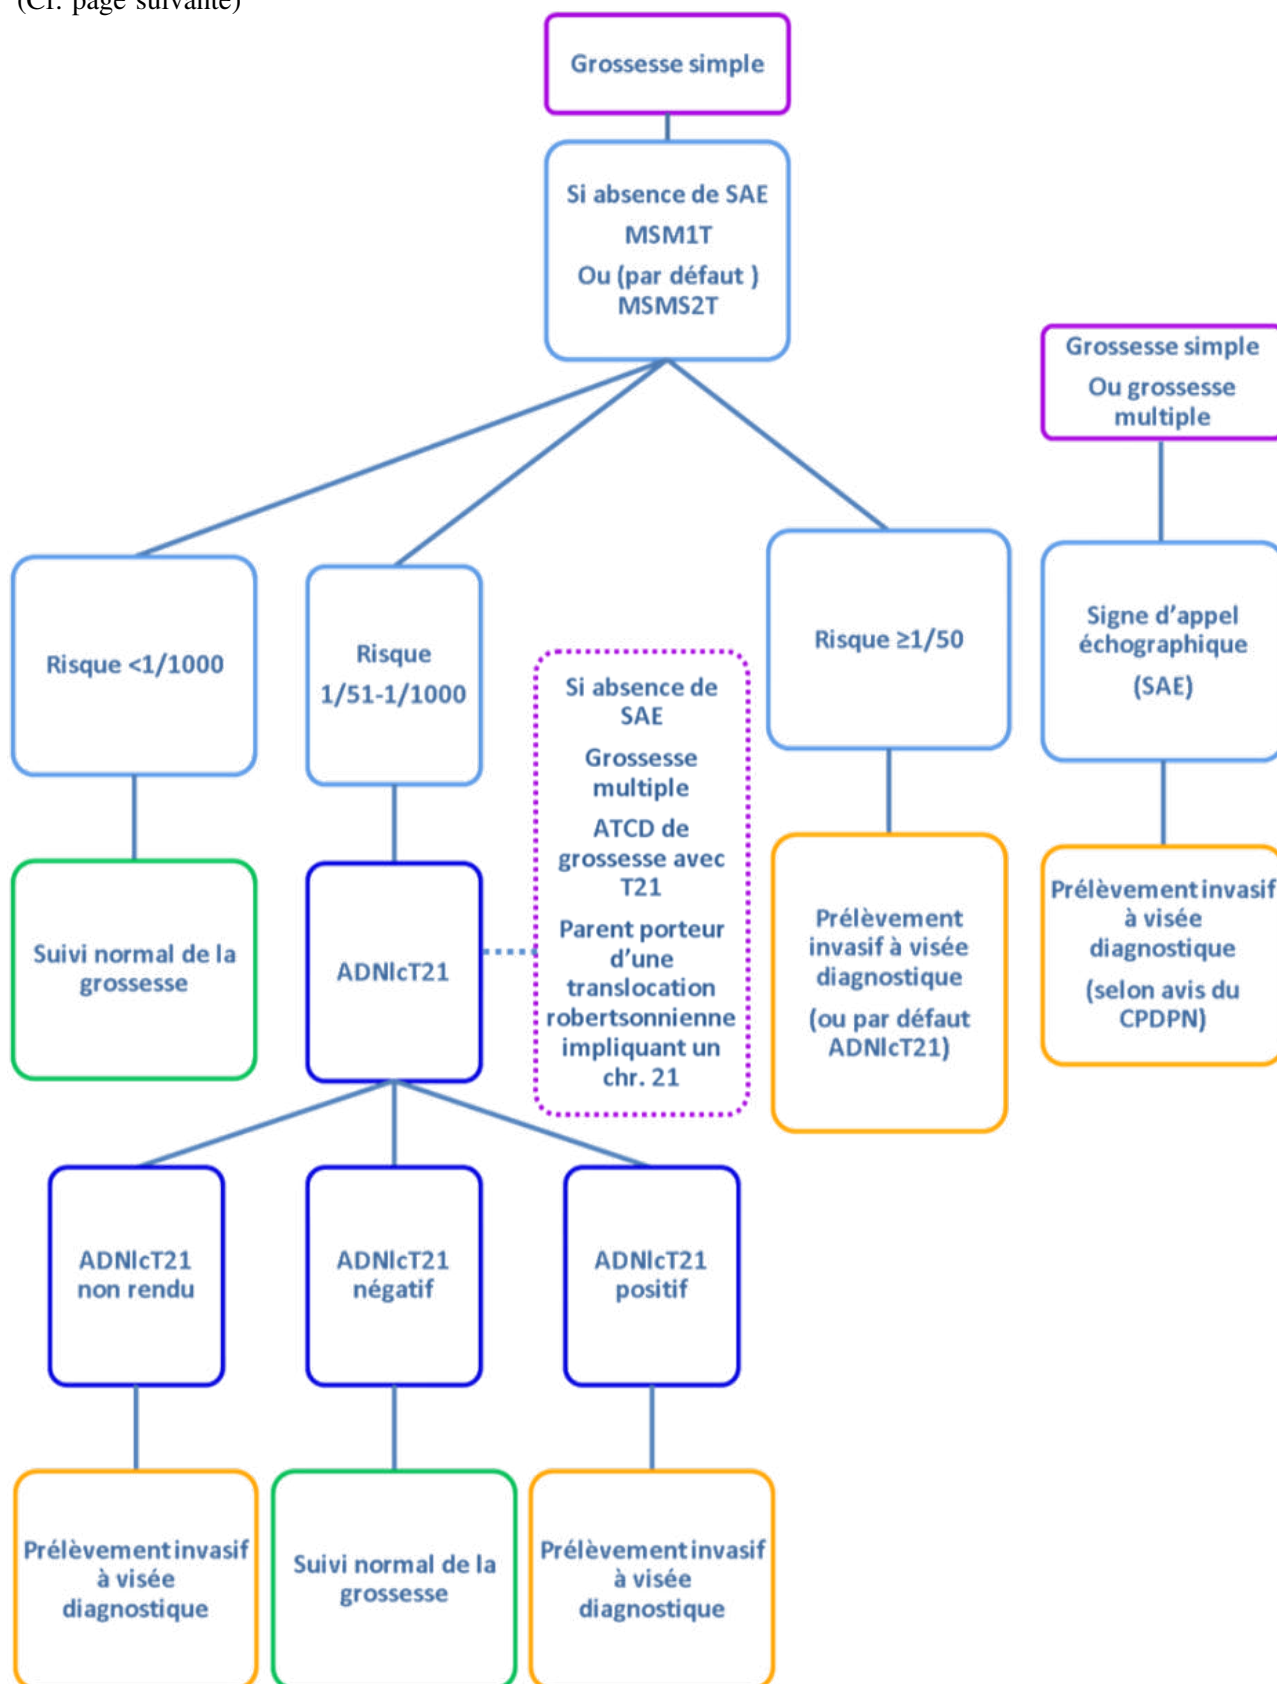 (Cf. page suivante)
Grossesse simple
Si absence de SAE
MSM1T
Ou (par défaut )
MSMS2T
Grossesse simple
Ou grossesse
multiple
Risque <1/1000
Risque
1/51-1/1000
Si absence de
SAE
Grossesse
multiple
ATCD de
grossesse avec
T21
Parent porteur
d'une
translocation
robertsonnienne
impliquant un
chr. 21
Risque ≥1/50
Signe d'appel
échographique
(SAE)
Suivi normal de la
grossesse
ADNlcT21
Prélèvement
invasif à visée
diagnostique
(ou par défaut
ADNlcT21)
Prélèvement invasif
à visée
diagnostique
(selon avis du
CPDPN)
ADNlcT21
non rendu
ADNlcT21
négatif
ADNlcT21
positif
Prélèvement invasif
à visée
diagnostique
Suivi normal de la
grossesse
Prélèvement invasif
à visée
diagnostique